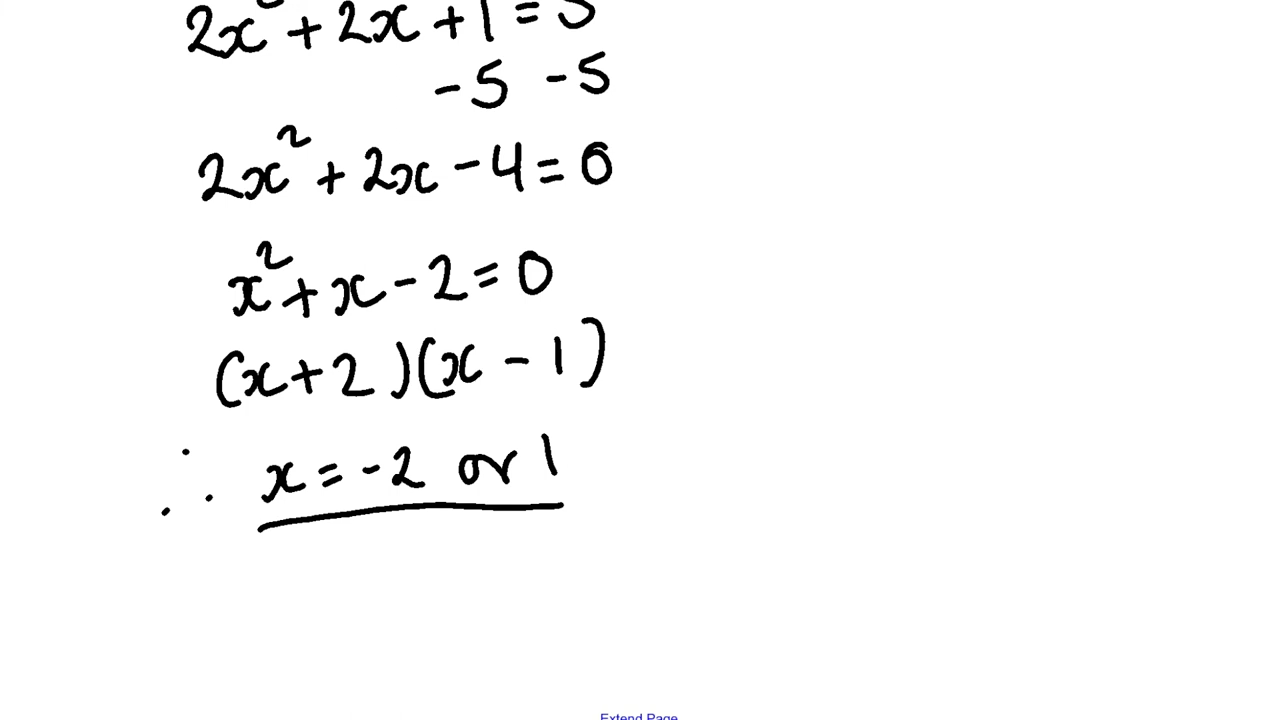 2x² + 2x + 1 = 5
-5 -5
2x² + 2x - 4 = 0
x² + x - 2 = 0
(x + 2)(x - 1)
∴ x = -2 or 1
Extend Page